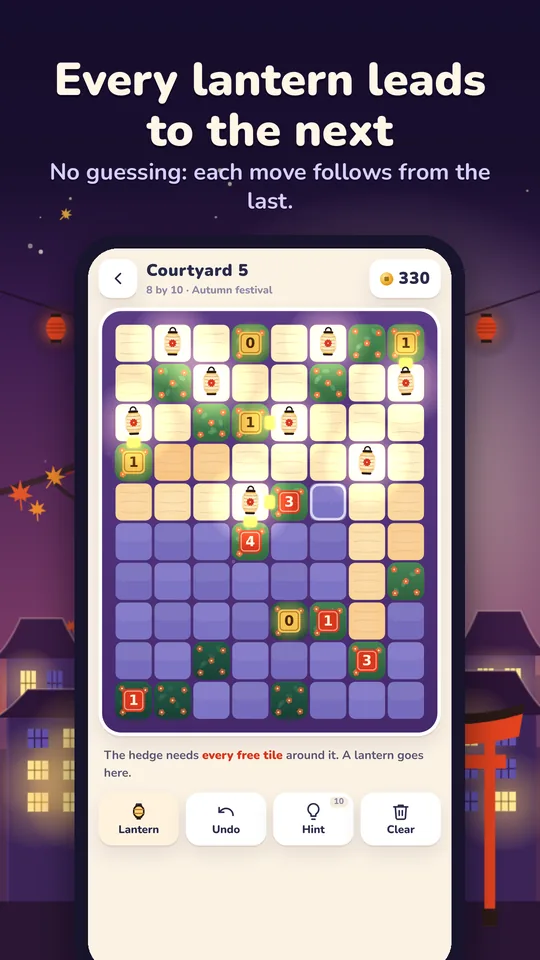 Every lantern leads
to the next
No guessing: each move follows from the
last.
Courtyard 5
8 by 10 · Autumn festival
330
0
1
1
1
3
4
0
1
3
1
The hedge needs every free tile around it. A lantern goes
here.
10
Lantern
Undo
Hint
Clear